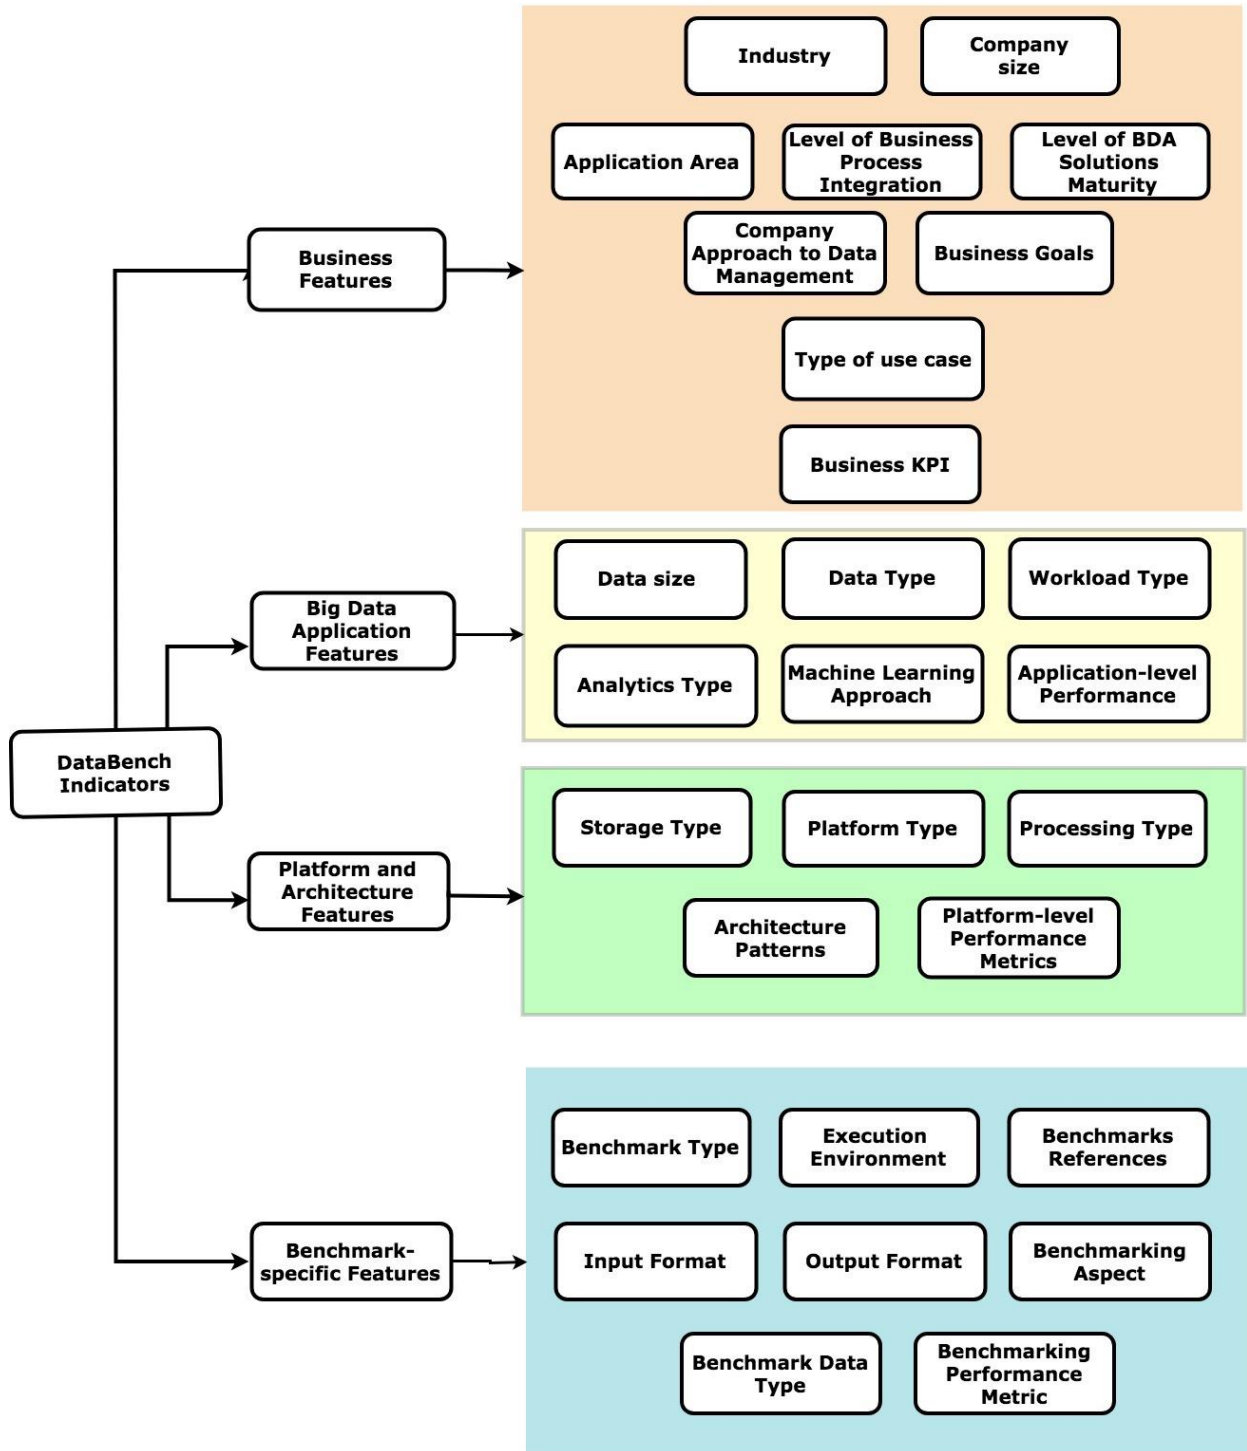 Industry
Company
size
Application Area
Level of Business
Process
Integration
Level of BDA
Solutions
Maturity
Company
Approach to Data
Management
Business Goals
Business
Features
Type of use case
Business KPI
Data size
Data Type
Workload Type
Big Data
Application
Features
Analytics Type
Machine Learning
Approach
Application-level
Performance
DataBench
Indicators
Storage Type
Platform Type
Processing Type
Platform and
Architecture
Features
Architecture
Patterns
Platform-level
Performance
Metrics
Benchmark Type
Execution
Environment
Benchmarks
References
Benchmark-
specific Features
Input Format
Output Format
Benchmarking
Aspect
Benchmark Data
Type
Benchmarking
Performance
Metric